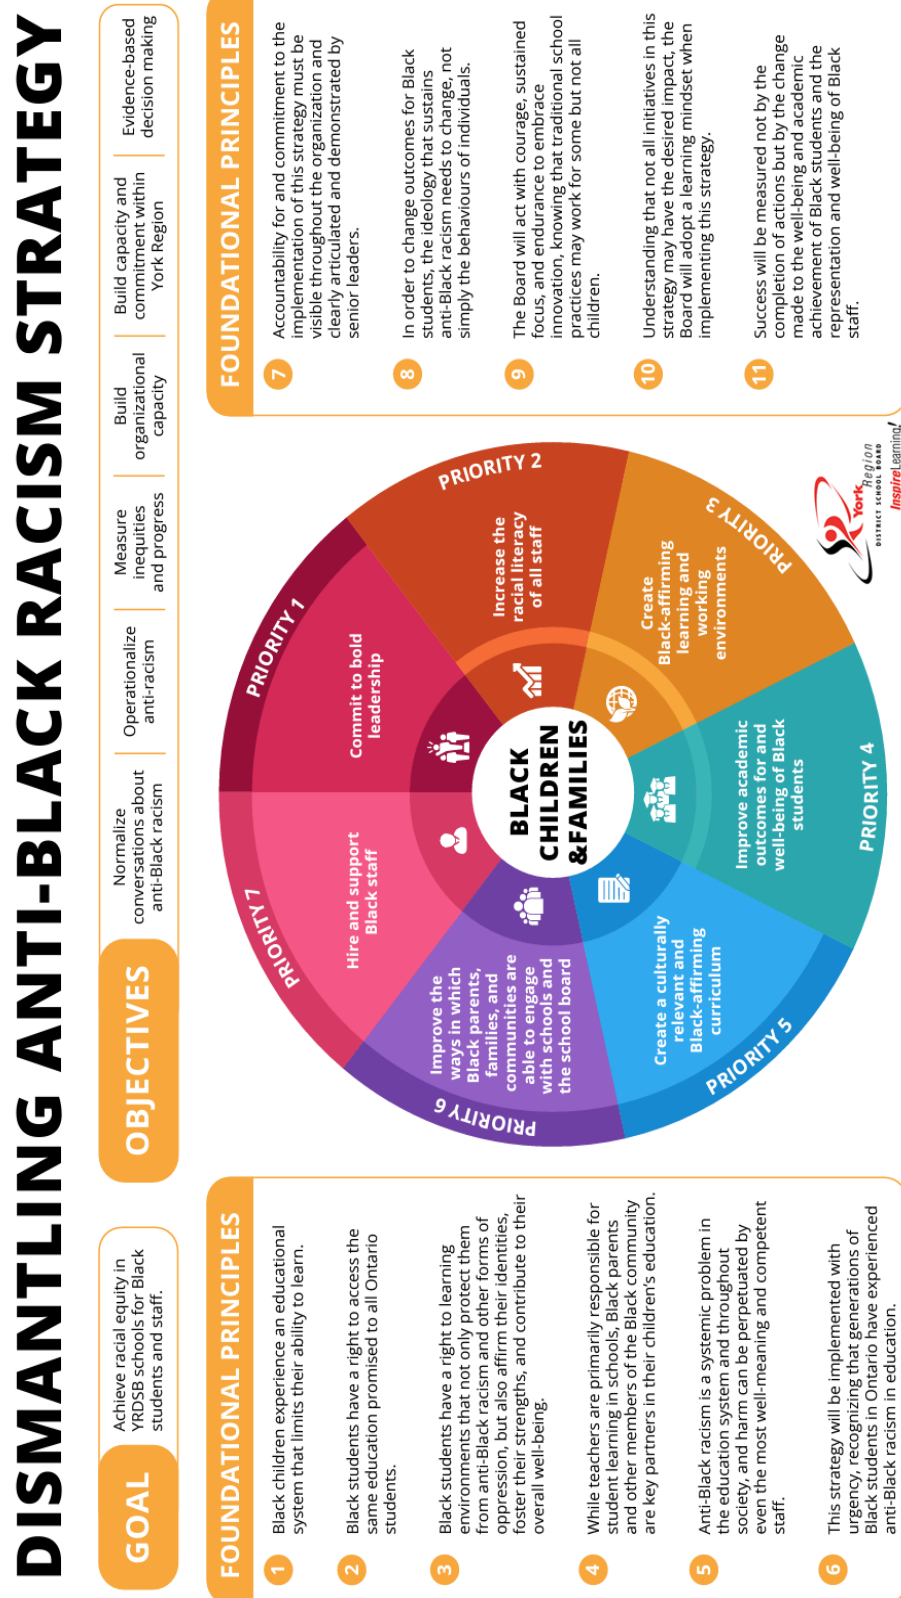 DISMANTLING ANTI-BLACK RACISM STRATEGY
GOAL
Achieve racial equity in
YRDSB schools for Black
students and staff.
OBJECTIVES
Normalize
conversations about
anti-Black racism
Operationalize
anti-racism
Measure
inequities
and progress
Build
organizational
capacity
Build capacity and
commitment within
York Region
Evidence-based
decision making
FOUNDATIONAL PRINCIPLES
1
Black children experience an educational
system that limits their ability to learn.
2
Black students have a right to access the
same education promised to all Ontario
students.
3
Black students have a right to learning
environments that not only protect them
from anti-Black racism and other forms of
oppression, but also affirm their identities,
foster their strengths, and contribute to their
overall well-being.
4
While teachers are primarily responsible for
student learning in schools, Black parents
and other members of the Black community
are key partners in their children's education.
5
Anti-Black racism is a systemic problem in
the education system and throughout
society, and harm can be perpetuated by
even the most well-meaning and competent
staff.
6
This strategy will be implemented with
urgency, recognizing that generations of
Black students in Ontario have experienced
anti-Black racism in education.
BLACK
CHILDREN
&FAMILIES
PRIORITY 1
Commit to bold
leadership
PRIORITY 2
Increase the
racial literacy
of all staff
PRIORITY 3
Create
Black-affirming
learning and
working
environments
PRIORITY 4
Improve academic
outcomes for and
well-being of Black
students
PRIORITY 5
Create a culturally
relevant and
Black-affirming
curriculum
PRIORITY 6
Improve the
ways in which
Black parents,
families, and
communities are
able to engage
with schools and
the school board
PRIORITY 7
Hire and support
Black staff
FOUNDATIONAL PRINCIPLES
7
Accountability for and commitment to the
implementation of this strategy must be
visible throughout the organization and
clearly articulated and demonstrated by
senior leaders.
8
In order to change outcomes for Black
students, the ideology that sustains
anti-Black racism needs to change, not
simply the behaviours of individuals.
9
The Board will act with courage, sustained
focus, and endurance to embrace
innovation, knowing that traditional school
practices may work for some but not all
children.
10
Understanding that not all initiatives in this
strategy may have the desired impact, the
Board will adopt a learning mindset when
implementing this strategy.
11
Success will be measured not by the
completion of actions but by the change
made to the well-being and academic
achievement of Black students and the
representation and well-being of Black
staff.
York Region
DISTRICT SCHOOL BOARD
InspireLearning!